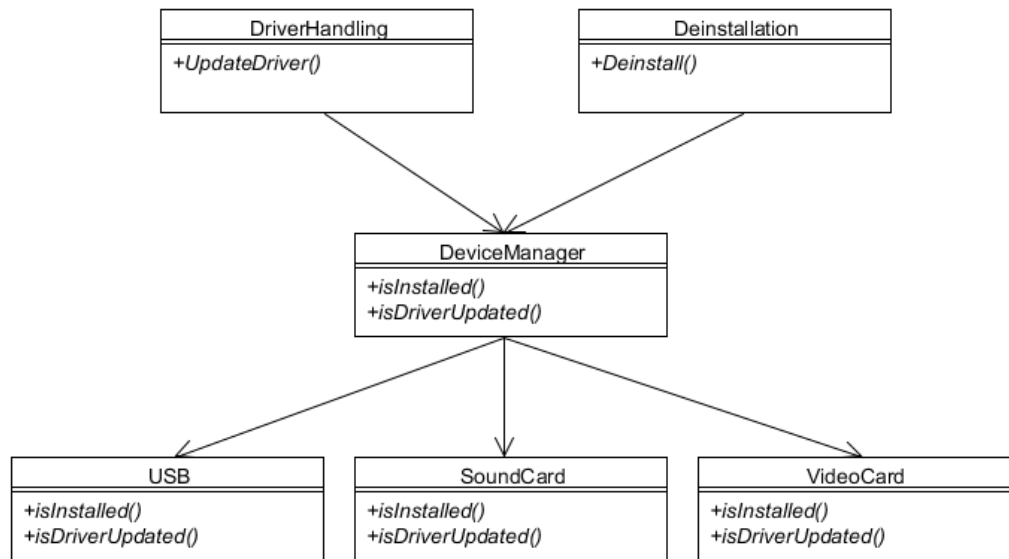 DriverHandling
+UpdateDriver()
Deinstallation
+Deinstall()
DeviceManager
+isInstalled()
+isDriverUpdated()
USB
+isInstalled()
+isDriverUpdated()
SoundCard
+isInstalled()
+isDriverUpdated()
VideoCard
+isInstalled()
+isDriverUpdated()